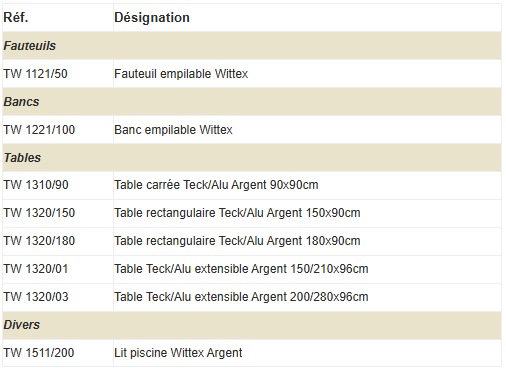 Réf. Désignation
Fauteuils
TW 1121/50 Fauteuil empilable Wittex
Bancs
TW 1221/100 Banc empilable Wittex
Tables
TW 1310/90 Table carrée Teck/Alu Argent 90x90cm
TW 1320/150 Table rectangulaire Teck/Alu Argent 150x90cm
TW 1320/180 Table rectangulaire Teck/Alu Argent 180x90cm
TW 1320/01 Table Teck/Alu extensible Argent 150/210x96cm
TW 1320/03 Table Teck/Alu extensible Argent 200/280x96cm
Divers
TW 1511/200 Lit piscine Wittex Argent